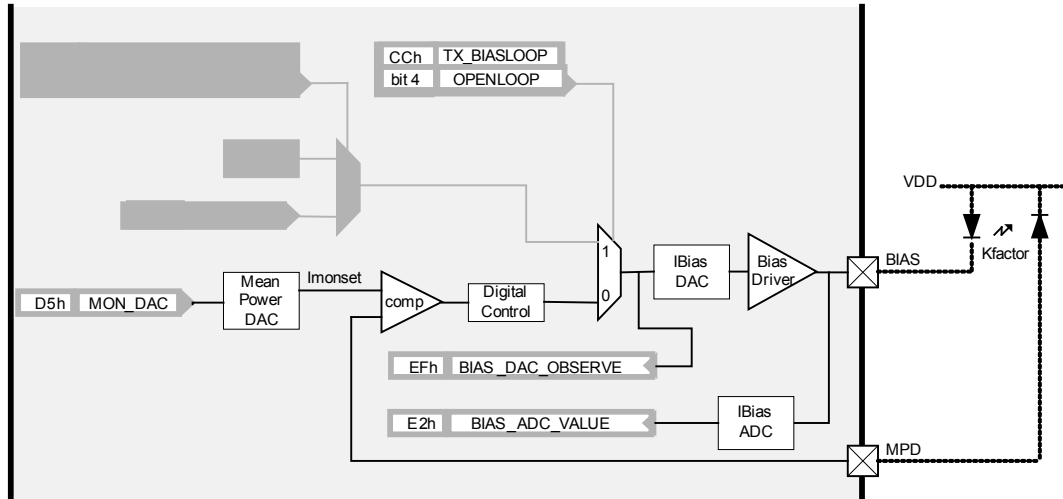 CCh TX_BIASLOOP
bit 4 OPENLOOP
VDD
Kfactor
1
IBias
DAC
Bias
Driver
BIAS
D5h MON_DAC
Mean
Power
DAC
Imonset
comp
Digital
Control
0
EFh BIAS_DAC_OBSERVE
E2h BIAS_ADC_VALUE
IBias
ADC
MPD